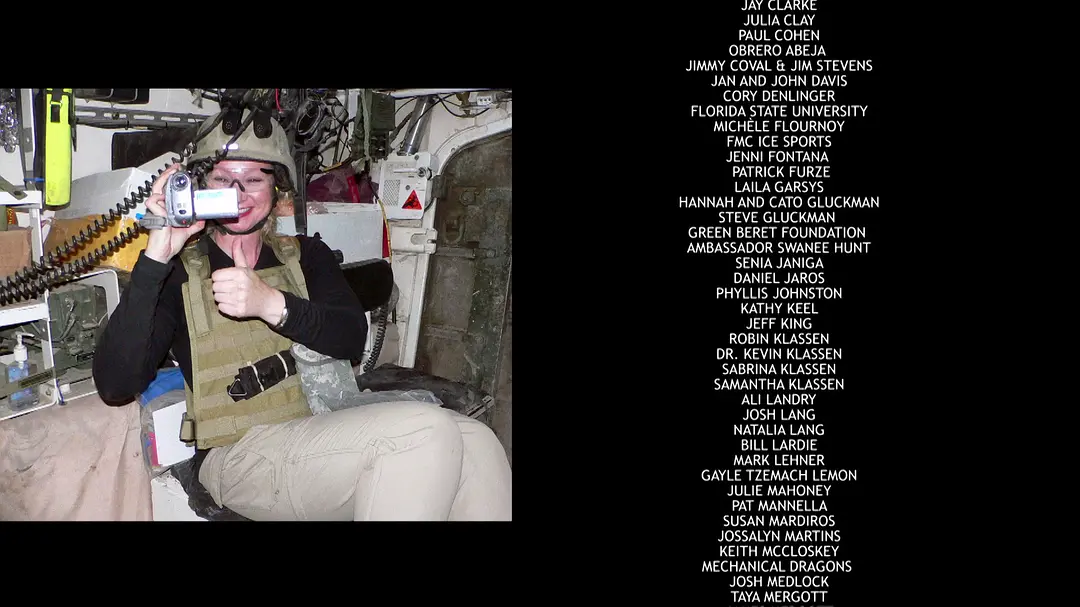 JAY CLARKE
JULIA CLAY
PAUL COHEN
OBRERO ABEJA
JIMMY COVAL & JIM STEVENS
JAN AND JOHN DAVIS
CORY DENLINGER
FLORIDA STATE UNIVERSITY
MICHÈLE FLOURNOY
FMC ICE SPORTS
JENNI FONTANA
PATRICK FURZE
LAILA GARSYS
HANNAH AND CATO GLUCKMAN
STEVE GLUCKMAN
GREEN BERET FOUNDATION
AMBASSADOR SWANEE HUNT
SENIA JANIGA
DANIEL JAROS
PHYLLIS JOHNSTON
KATHY KEEL
JEFF KING
ROBIN KLASSEN
DR. KEVIN KLASSEN
SABRINA KLASSEN
SAMANTHA KLASSEN
ALI LANDRY
JOSH LANG
NATALIA LANG
BILL LARDIE
MARK LEHNER
GAYLE TZEMACH LEMON
JULIE MAHONEY
PAT MANNELLA
SUSAN MARDIROS
JOSSALYN MARTINS
KEITH MCCLOSKEY
MECHANICAL DRAGONS
JOSH MEDLOCK
TAYA MERGOTT